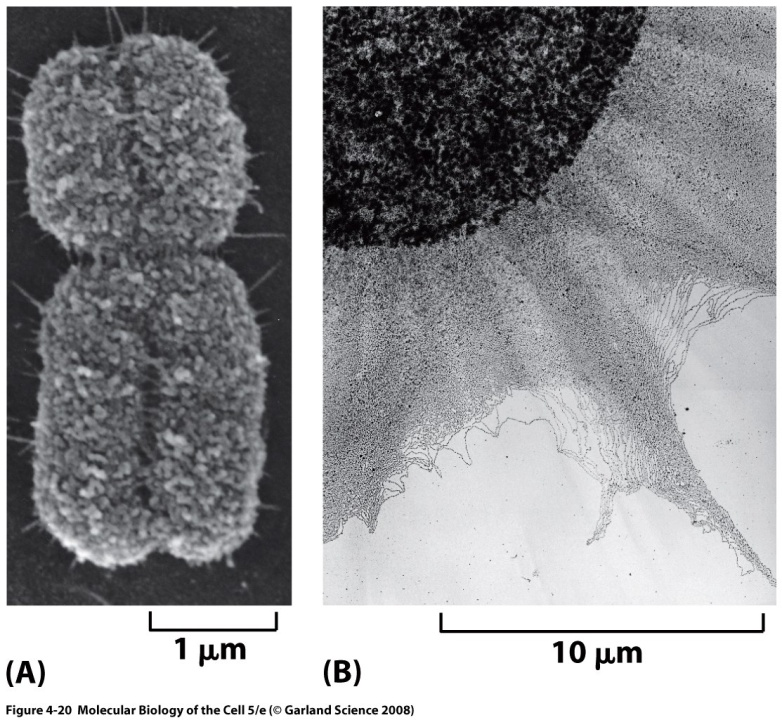 1 μm
10 μm
(A)
(B)
Figure 4-20 Molecular Biology of the Cell 5/e (© Garland Science 2008)